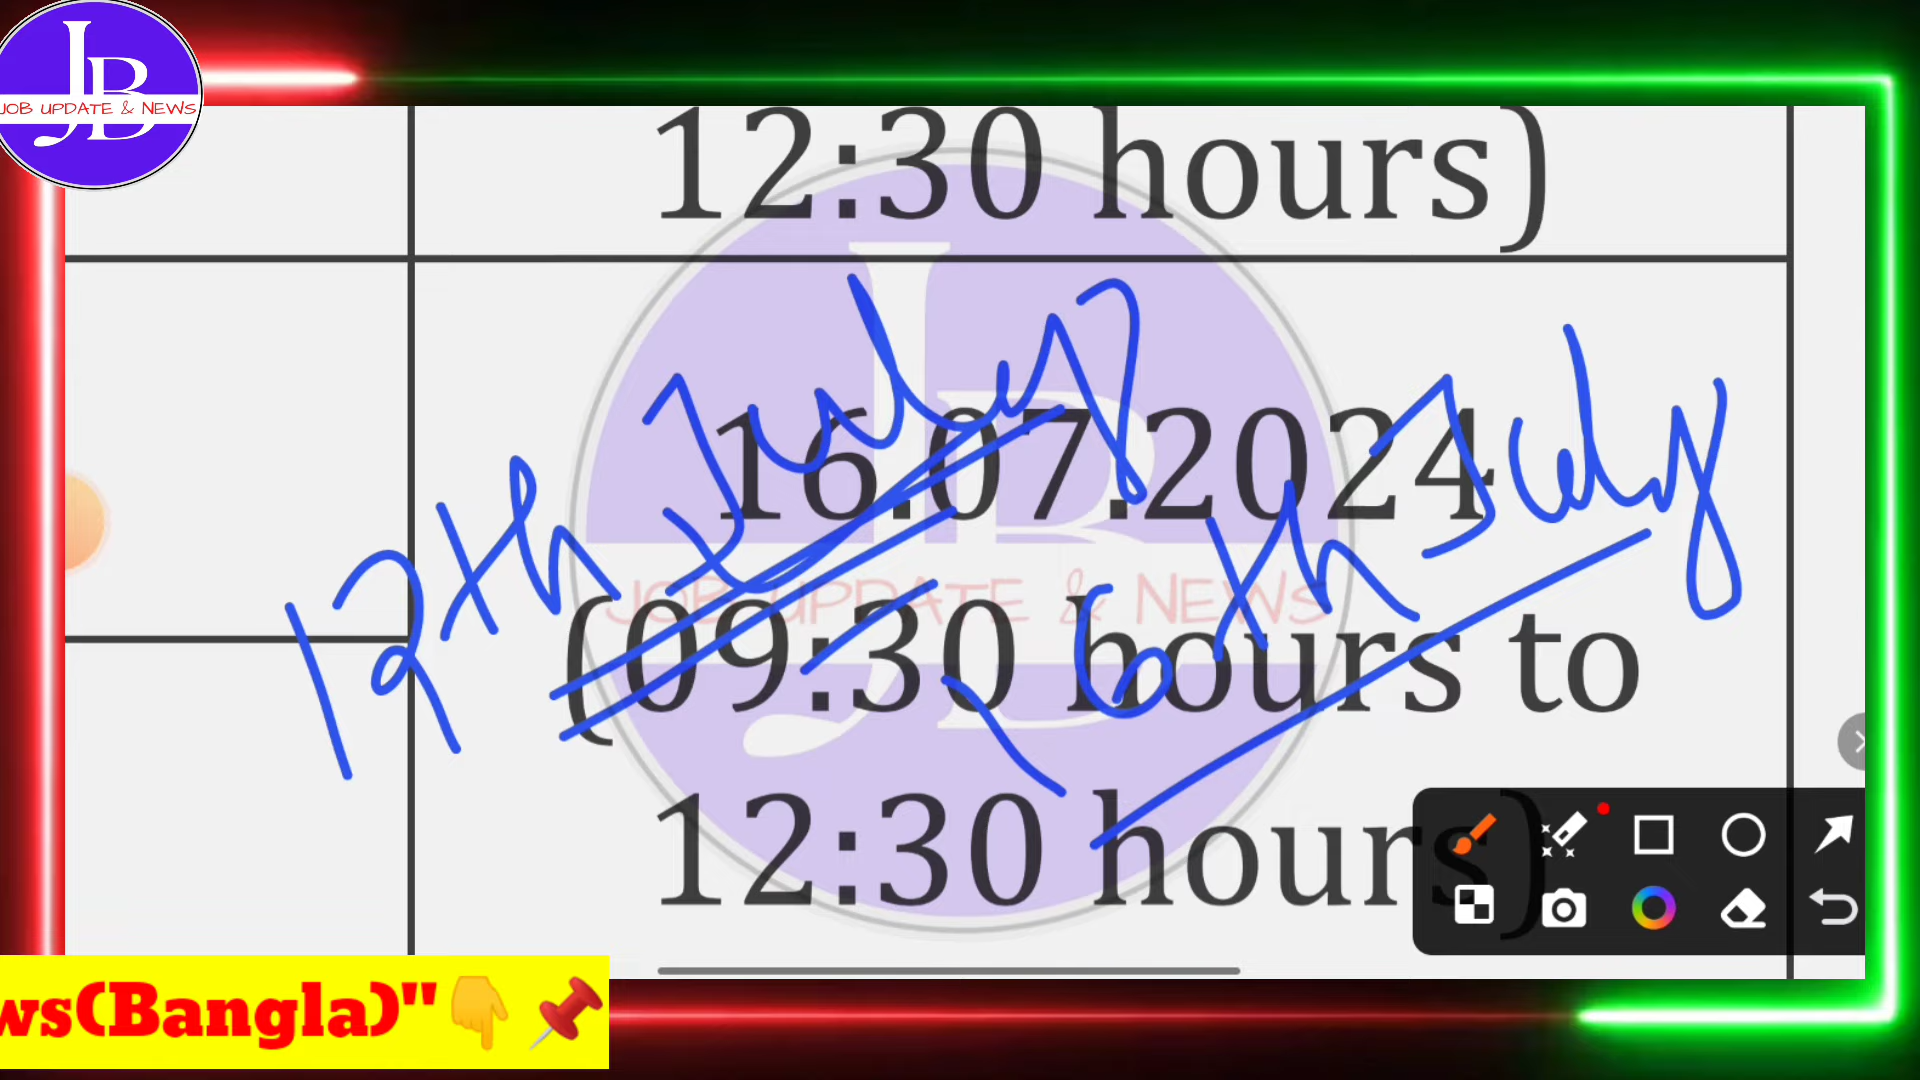 JB
JOB UPDATE & NEWS
12:30 hours)
16.07.2024
(09:30 hours to
12:30 hours)
JOB UPDATE & NEWS
12th July
16th July
ws(Bangla)"👇📌